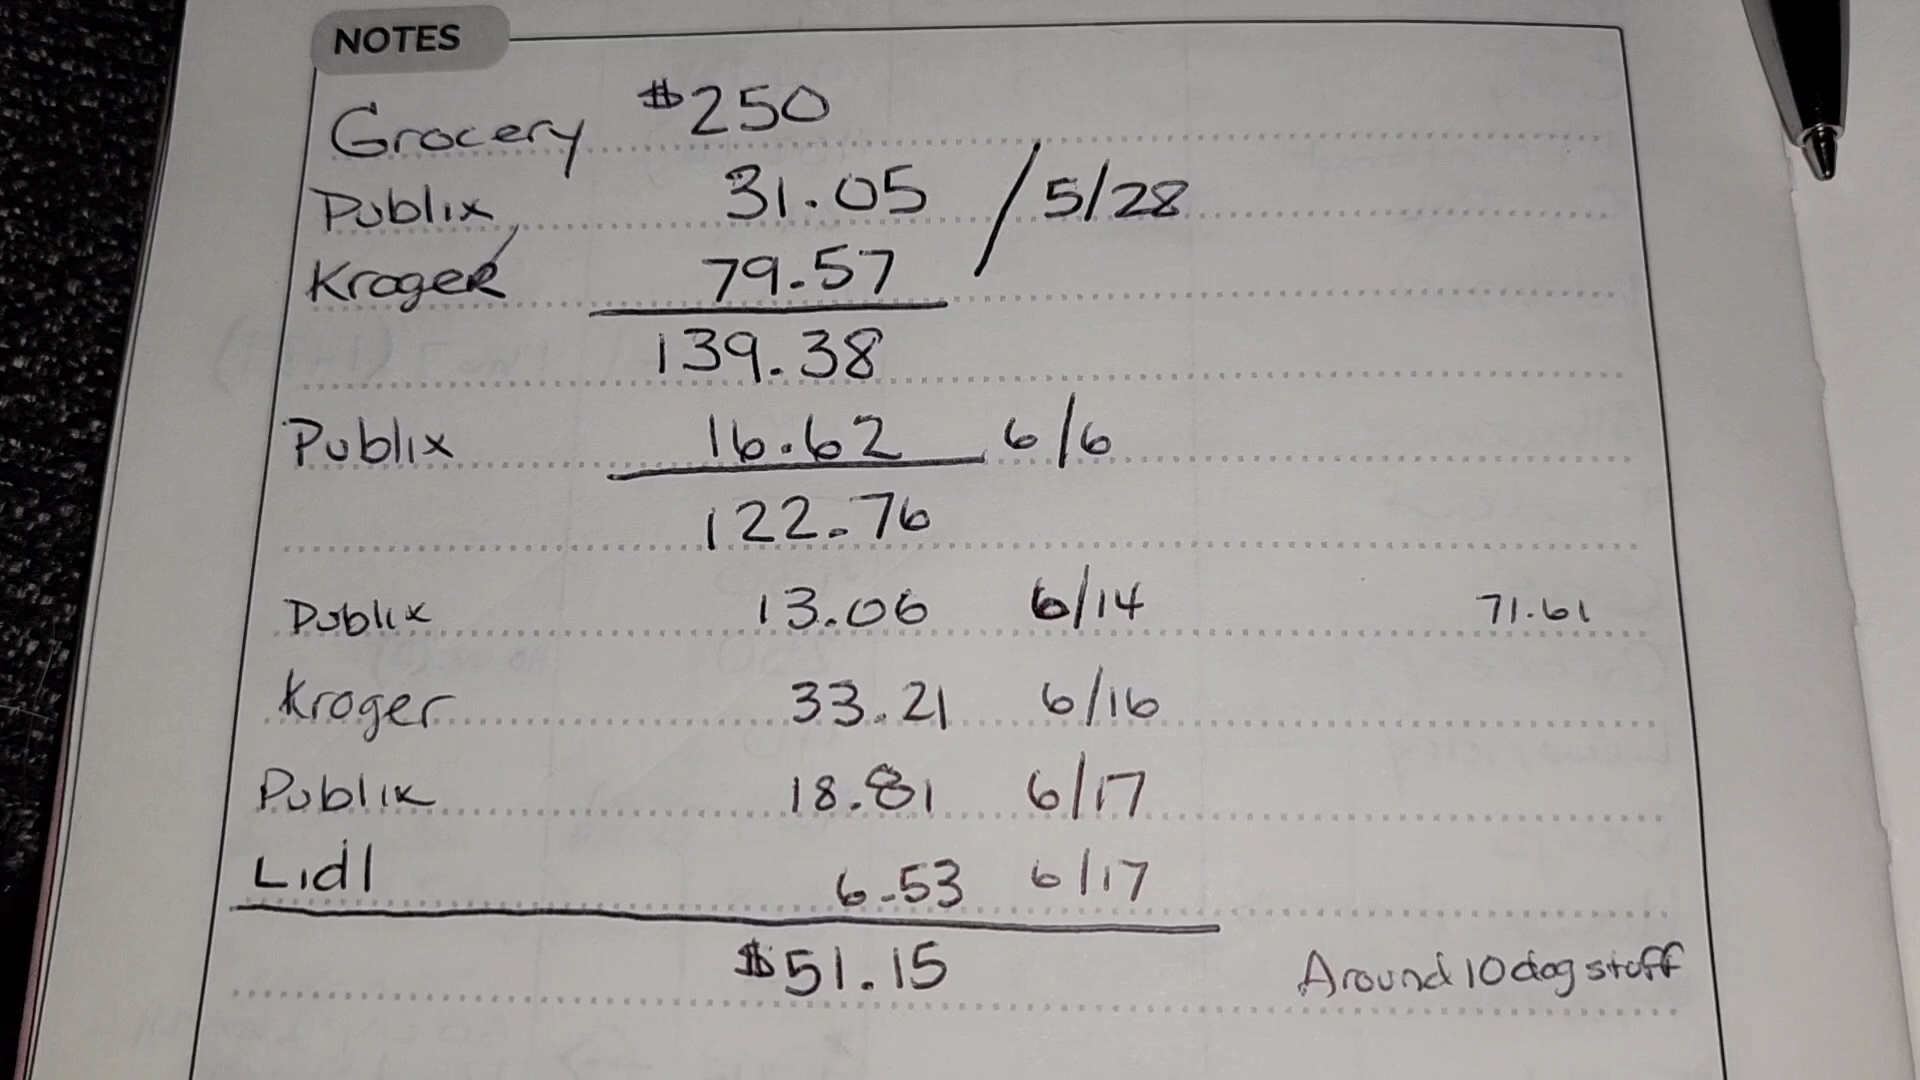 NOTES
Grocery $250
Publix 31.05 / 5/28
Kroger 79.57
139.38
Publix 16.62 6/6
122.76
Publix 13.06 6/14 71.61
Kroger 33.21 6/16
Publix 18.81 6/17
Lidl 6.53 6/17
$51.15
Around 10 dog stuff